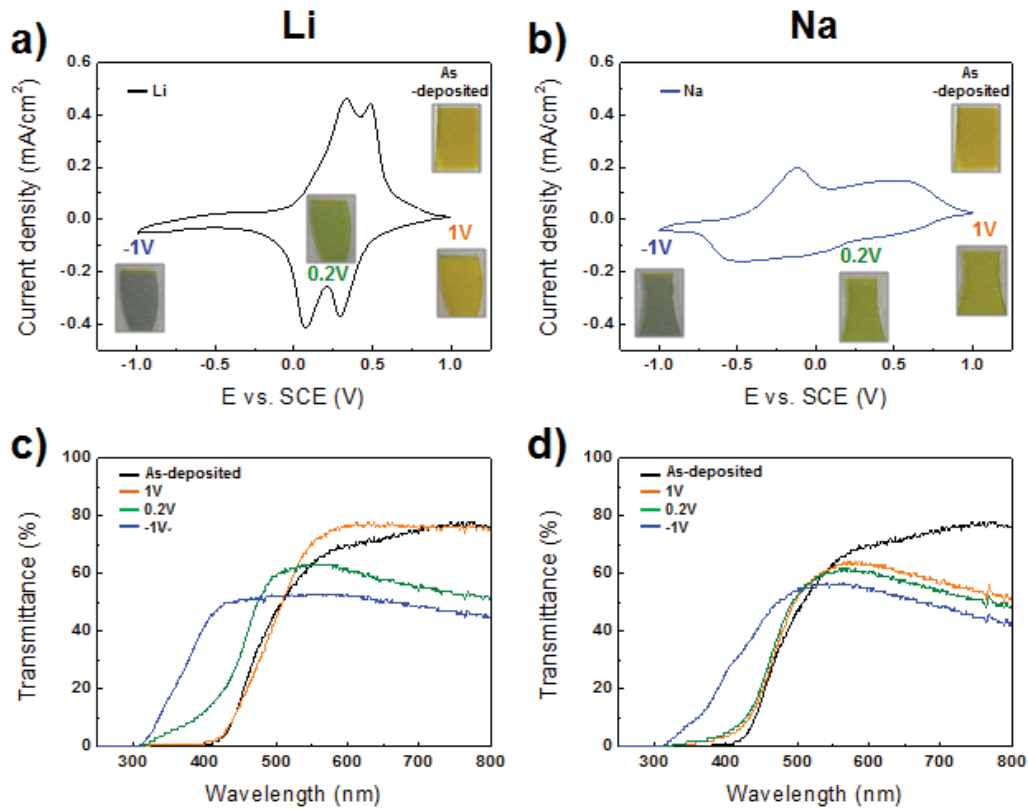 Li
Na
a)
b)
Current density (mA/cm²)
0.6
0.4
0.2
0.0
-0.2
-0.4
Li
As
-deposited
-1V
0.2V
1V
-1.0
-0.5
0.0
0.5
1.0
E vs. SCE (V)
Current density (mA/cm²)
0.6
0.4
0.2
0.0
-0.2
-0.4
Na
As
-deposited
-1V
0.2V
1V
-1.0
-0.5
0.0
0.5
1.0
E vs. SCE (V)
c)
Transmittance (%)
100
80
60
40
20
0
As-deposited
1V
0.2V
-1V
300
400
500
600
700
800
Wavelength (nm)
d)
Transmittance (%)
100
80
60
40
20
0
As-deposited
1V
0.2V
-1V
300
400
500
600
700
800
Wavelength (nm)